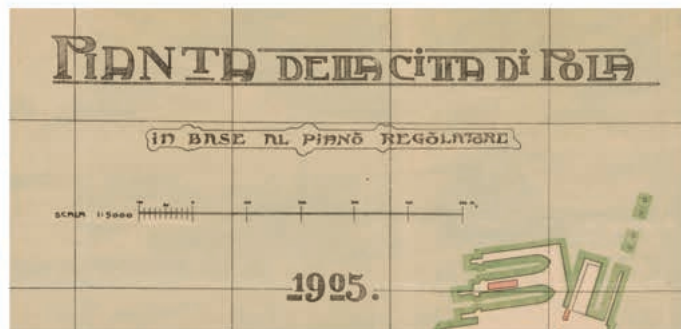 PIANTA DELLA CITTA DI POLA
IN BASE AL PIANO REGOLATORE
SCALA 1:5000
1905.